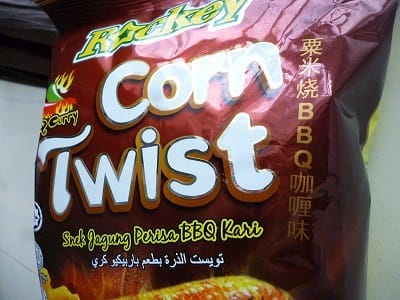 Rockey
Corn
Twist
Curry
Snek Jagung Perisa BBQ Kari
تويست الذرة بطعم باربيكيو كري
粟米烧BBQ咖喱味